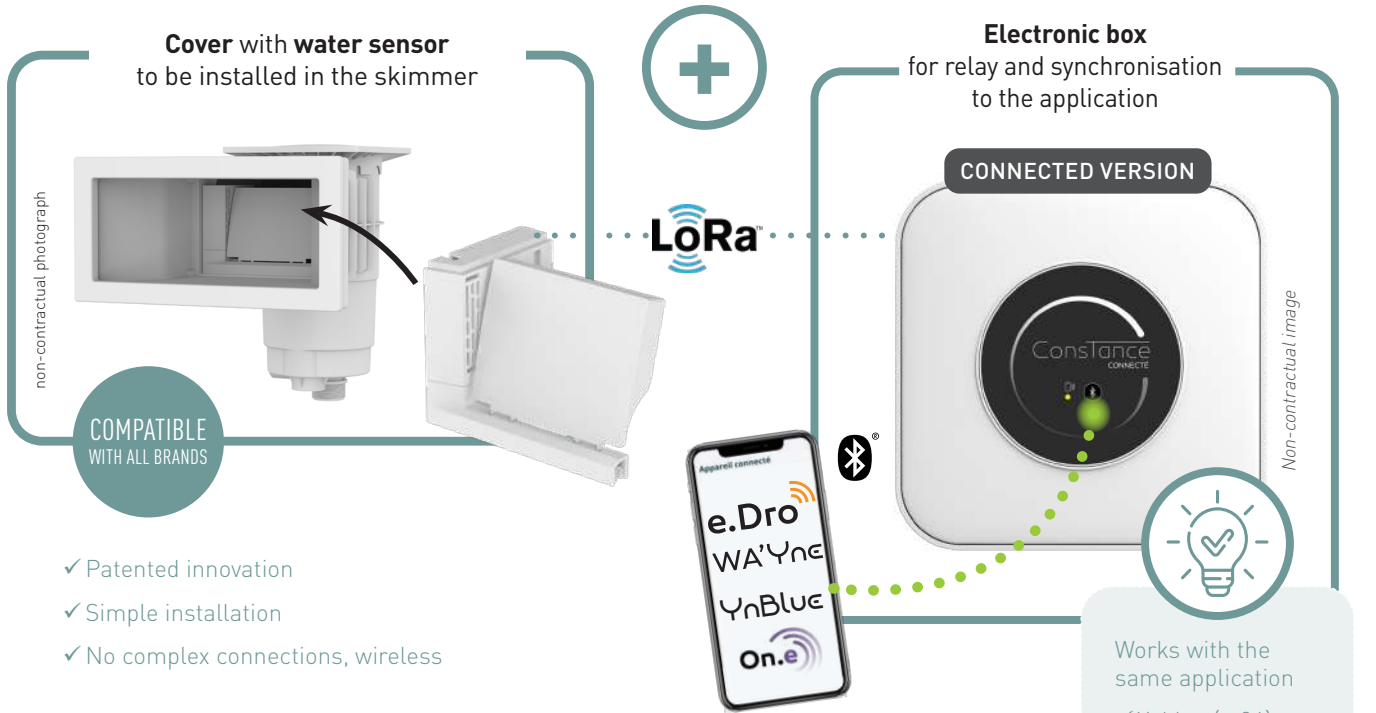 Cover with water sensor
to be installed in the skimmer
non-contractual photograph
COMPATIBLE
WITH ALL BRANDS
✓ Patented innovation
✓ Simple installation
✓ No complex connections, wireless
LoRa™
Electronic box
for relay and synchronisation
to the application
CONNECTED VERSION
Constance
CONNECTÉ
Non-contractual image
®
Appareil connecté
e.Dro
WA'Yne
YnBlue
On.e
Works with the
same application